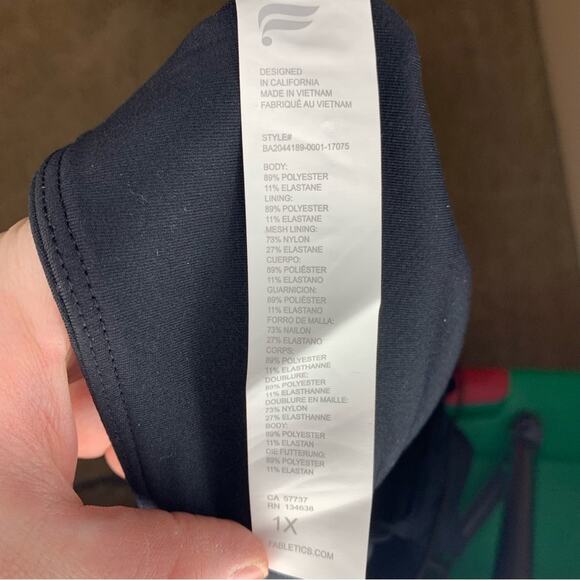 DESIGNED
IN CALIFORNIA
MADE IN VIETNAM
FABRIQUÉ AU VIETNAM
STYLE#
BA2044189-0001-17075
BODY:
89% POLYESTER
11% ELASTANE
LINING:
89% POLYESTER
11% ELASTANE
MESH LINING:
73% NYLON
27% ELASTANE
CUERPO:
89% POLIÉSTER
11% ELASTANO
GUARNICION:
89% POLIÉSTER
11% ELASTANO
FORRO DE MALLA:
73% NAILON
27% ELASTANO
CORPS:
89% POLYESTER
11% ELASTHANNE
DOUBLURE:
89% POLYESTER
11% ELASTHANNE
DOUBLURE EN MAILLE:
73% NYLON
27% ELASTHANNE
BODY:
89% POLYESTER
11% ELASTAN
DIE FUTTERUNG:
89% POLYESTER
11% ELASTAN
CA 57737
RN 134638
1X
FABLETICS.COM